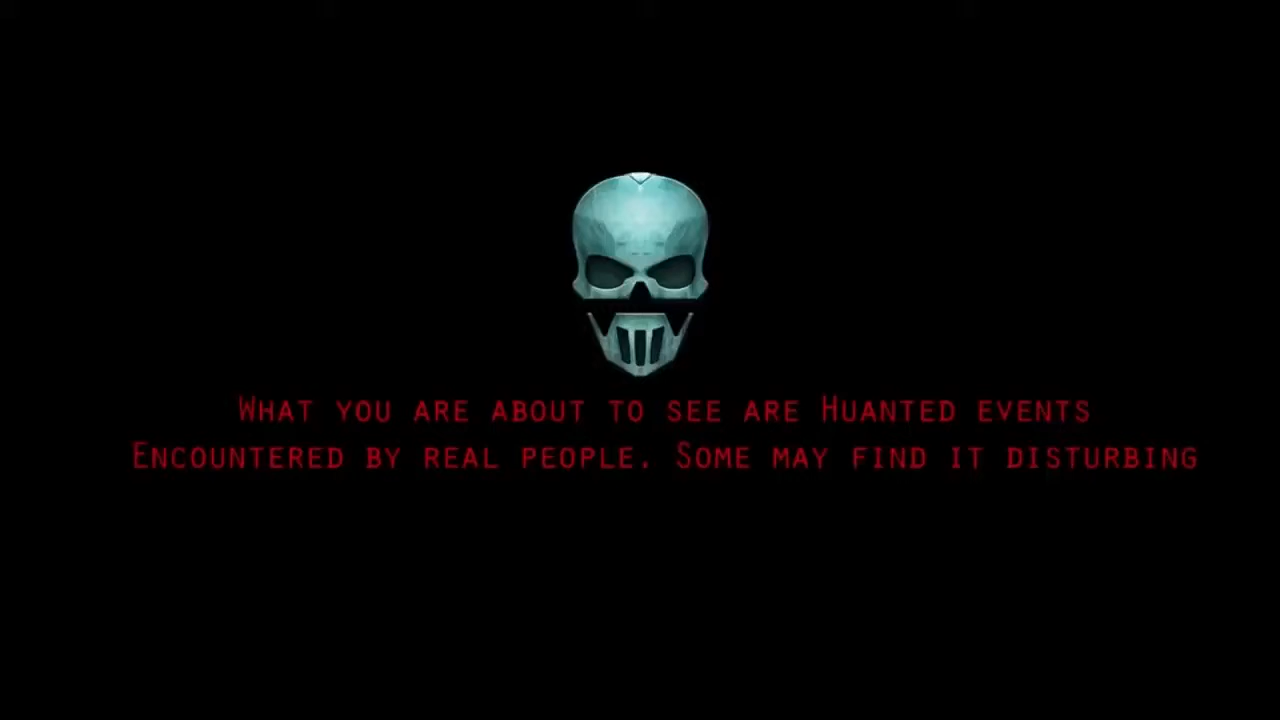 What you are about to see are Huanted events
Encountered by real people. Some may find it disturbing